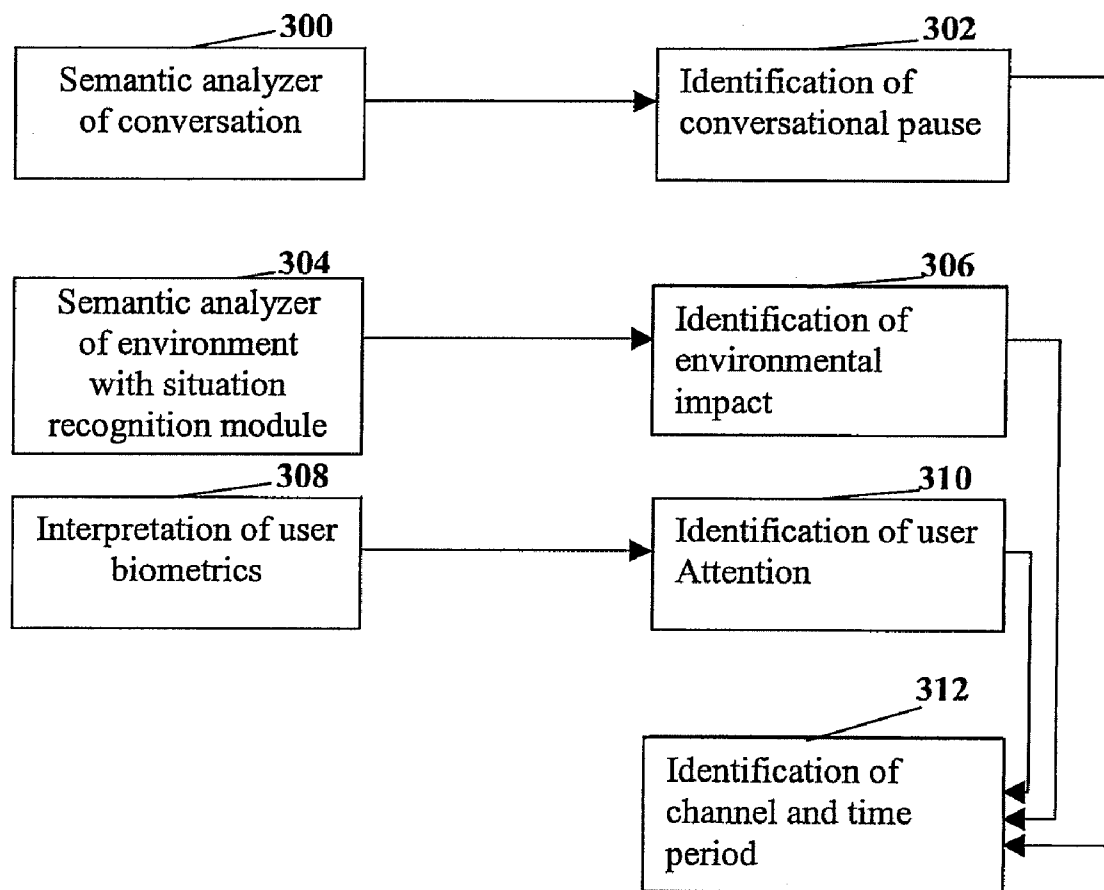 300
Semantic analyzer
of conversation
302
Identification of
conversational pause
304
Semantic analyzer
of environment
with situation
recognition module
306
Identification of
environmental
impact
308
Interpretation of user
biometrics
310
Identification of user
Attention
312
Identification of
channel and time
period